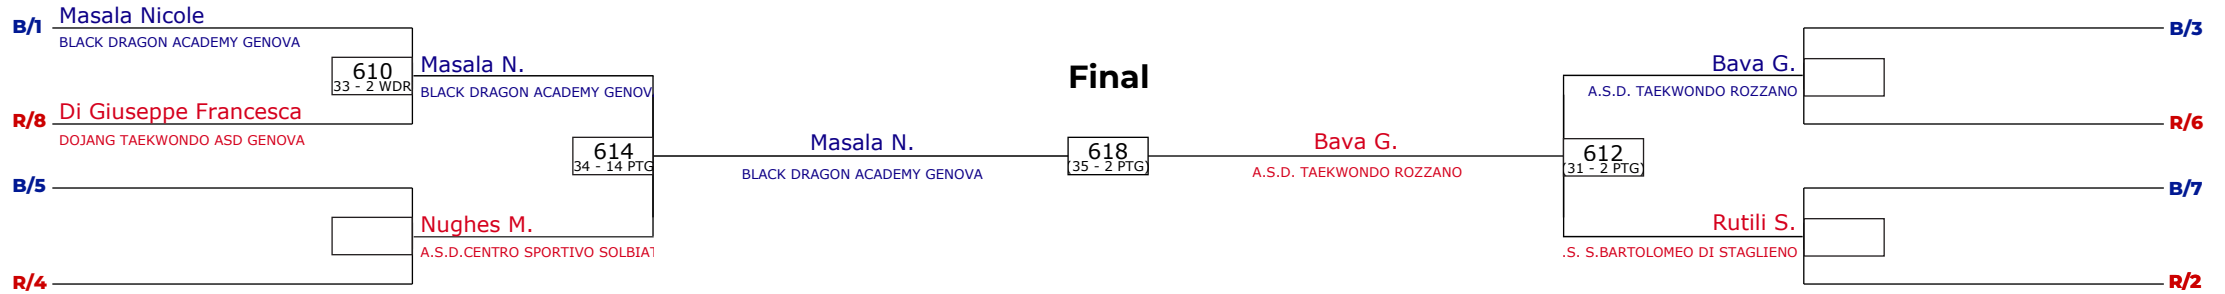 B/1 Masala Nicole
BLACK DRAGON ACADEMY GENOVA
610
33 - 2 WDR
R/8 Di Giuseppe Francesca
DOJANG TAEKWONDO ASD GENOVA
B/5
R/4
Masala N.
BLACK DRAGON ACADEMY GENOV
614
34 - 14 PTG
Nughes M.
A.S.D.CENTRO SPORTIVO SOLBIAT
Final
Masala N.
BLACK DRAGON ACADEMY GENOVA
618
(35 - 2 PTG)
Bava G.
A.S.D. TAEKWONDO ROZZANO
Bava G.
A.S.D. TAEKWONDO ROZZANO
612
(31 - 2 PTG)
Rutili S.
.S. S.BARTOLOMEO DI STAGLIENO
B/3
R/6
B/7
R/2